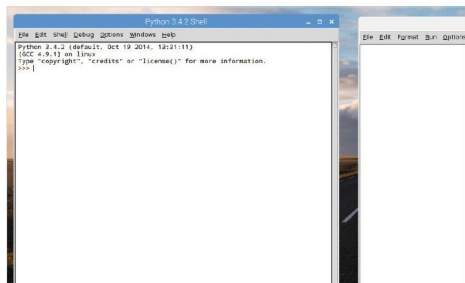 Python 3.4.2 Shell
File Edit Shell Debug Options Windows Help
Python 3.4.2 (default, Oct 19 2014, 13:31:11)
[GCC 4.9.1] on linux
Type "copyright", "credits" or "license()" for more information.
>>>
File Edit Format Run Options